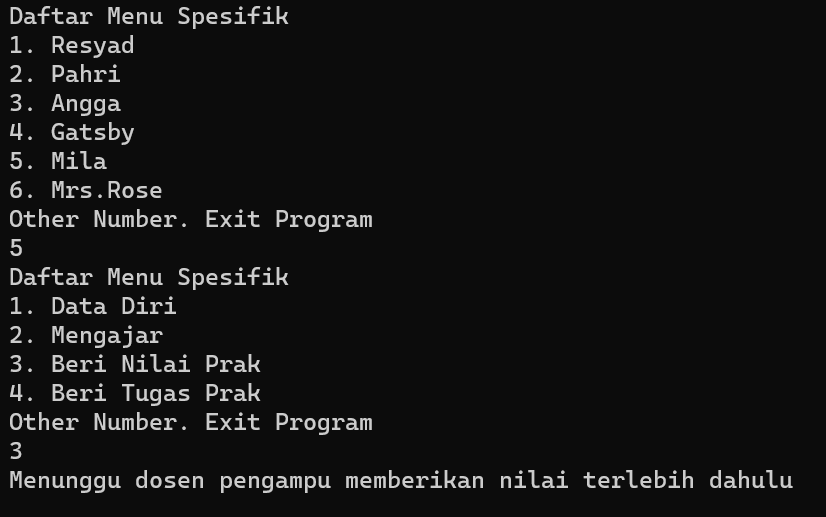 Daftar Menu Spesifik
1. Resyad
2. Pahri
3. Angga
4. Gatsby
5. Mila
6. Mrs.Rose
Other Number. Exit Program
5
Daftar Menu Spesifik
1. Data Diri
2. Mengajar
3. Beri Nilai Prak
4. Beri Tugas Prak
Other Number. Exit Program
3
Menunggu dosen pengampu memberikan nilai terlebih dahulu